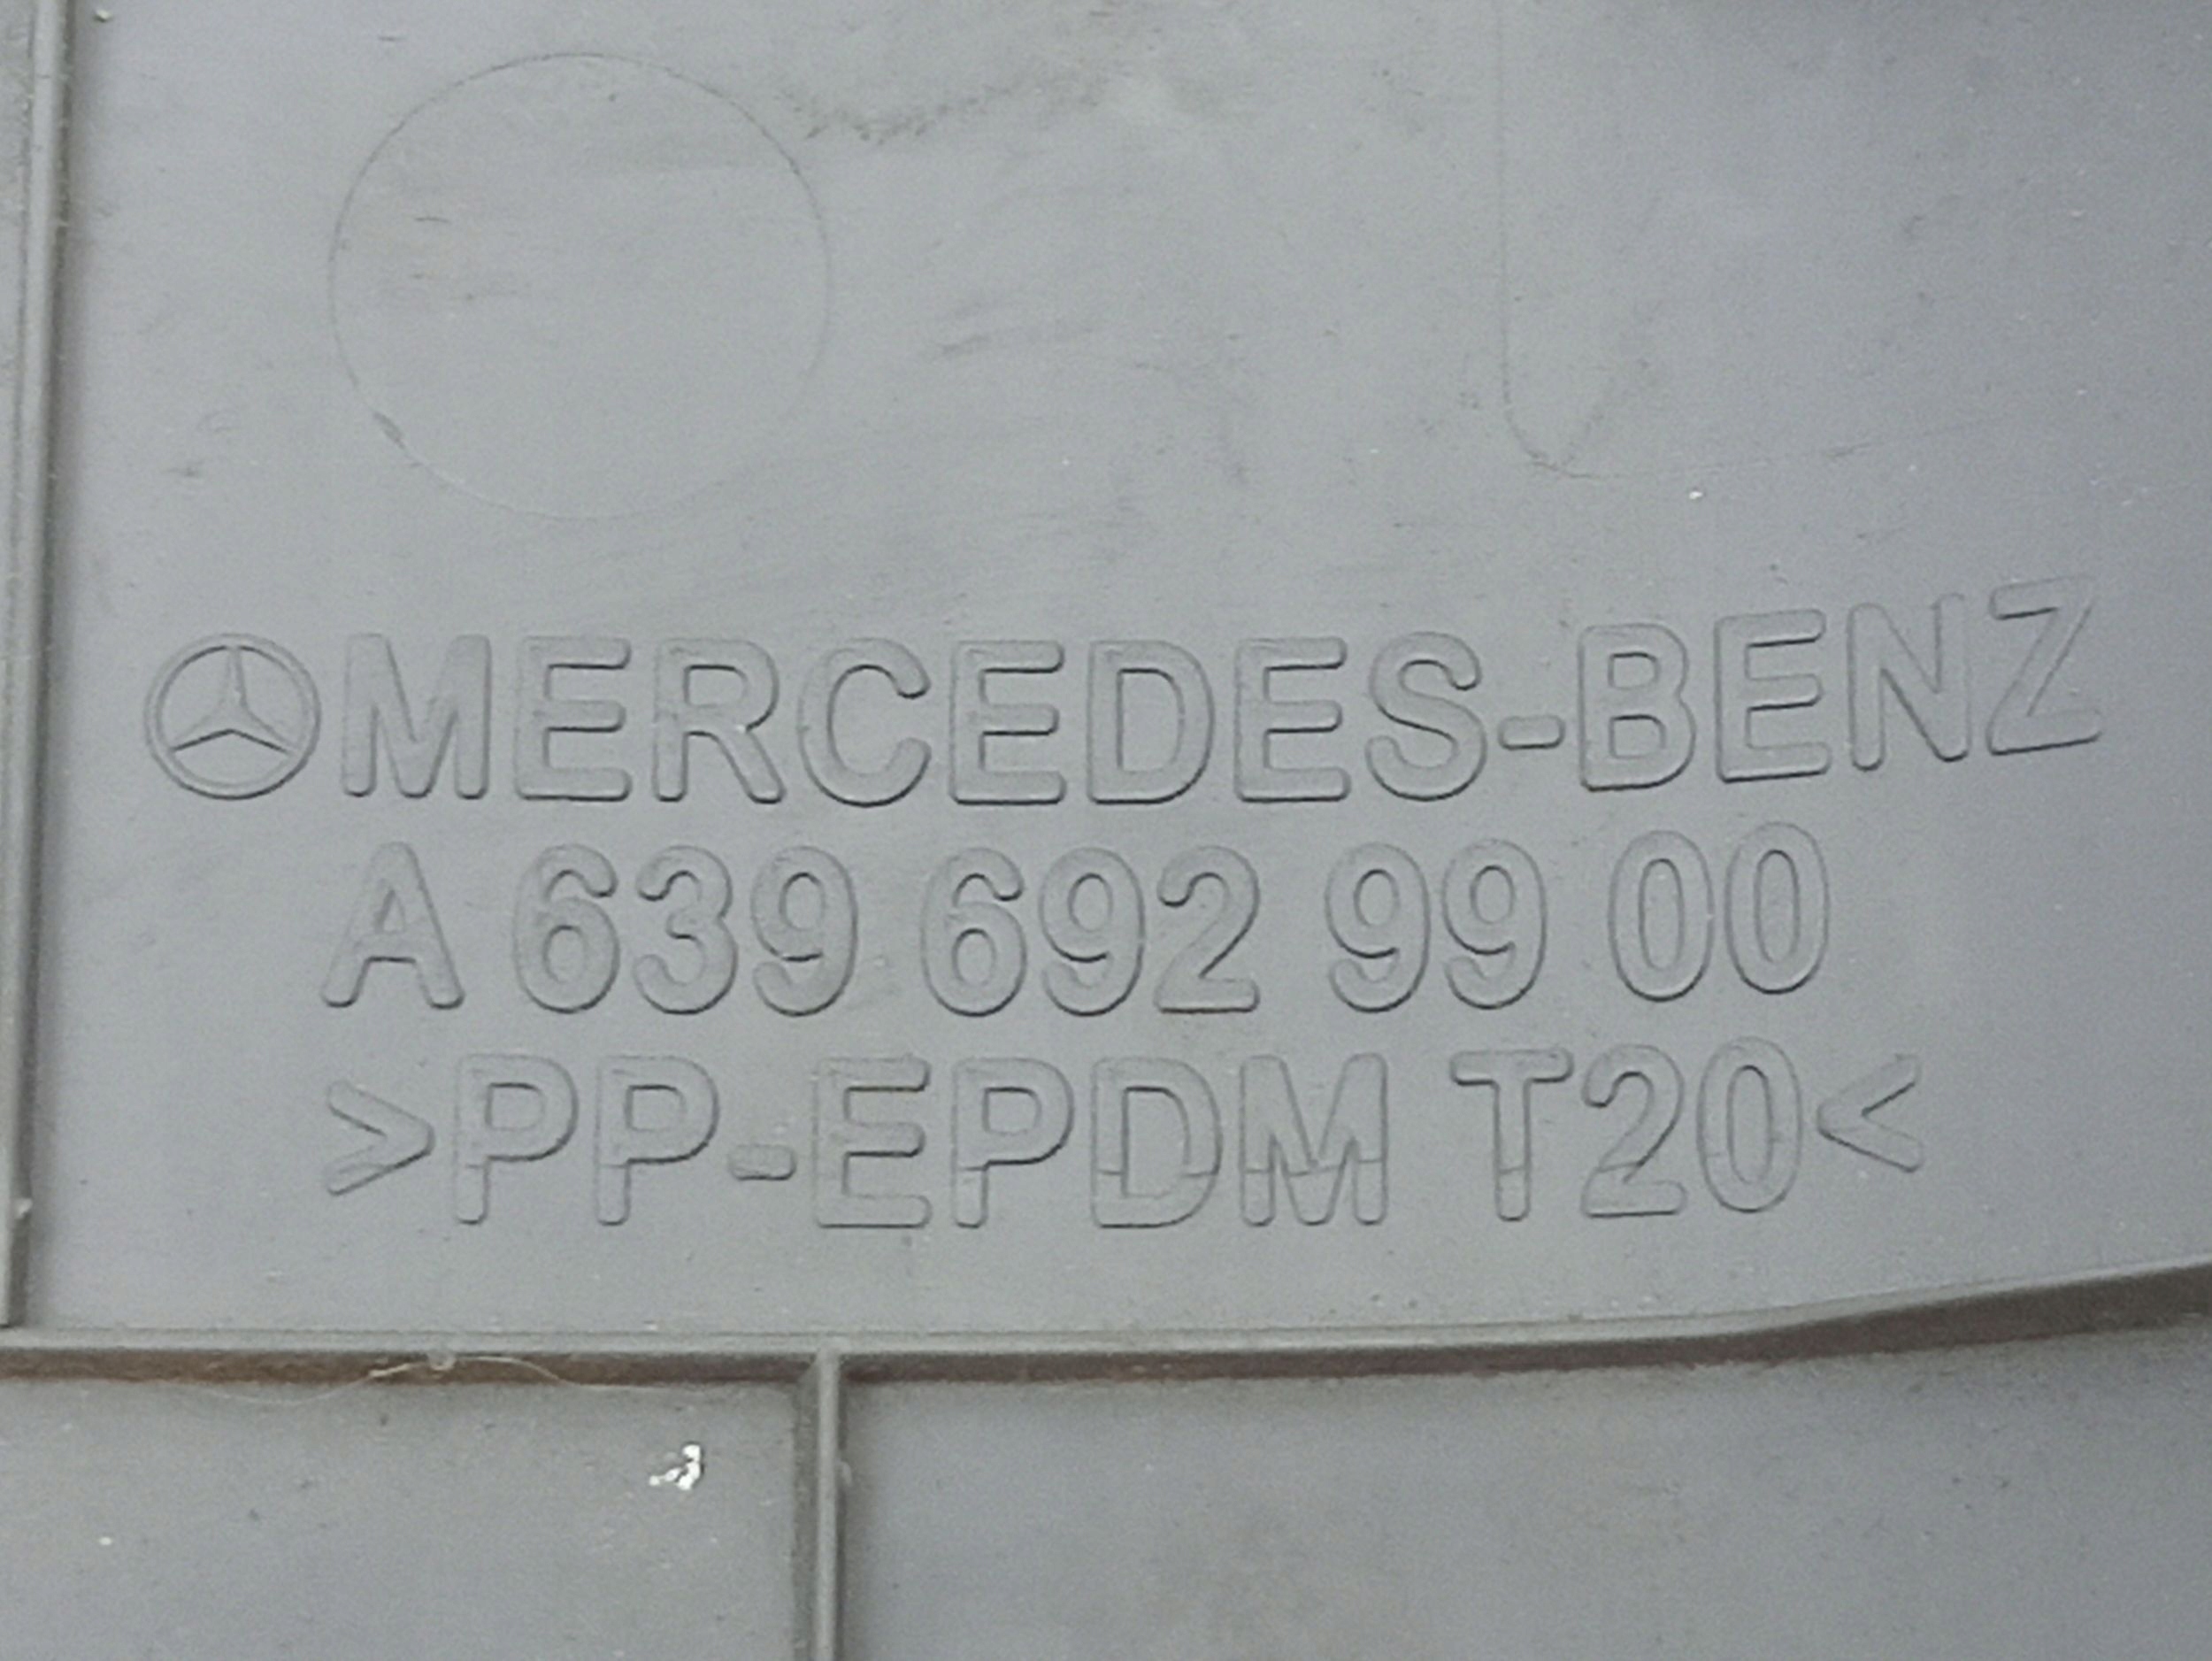 MERCEDES-BENZ
A 639 692 99 00
>PP-EPDM T20<